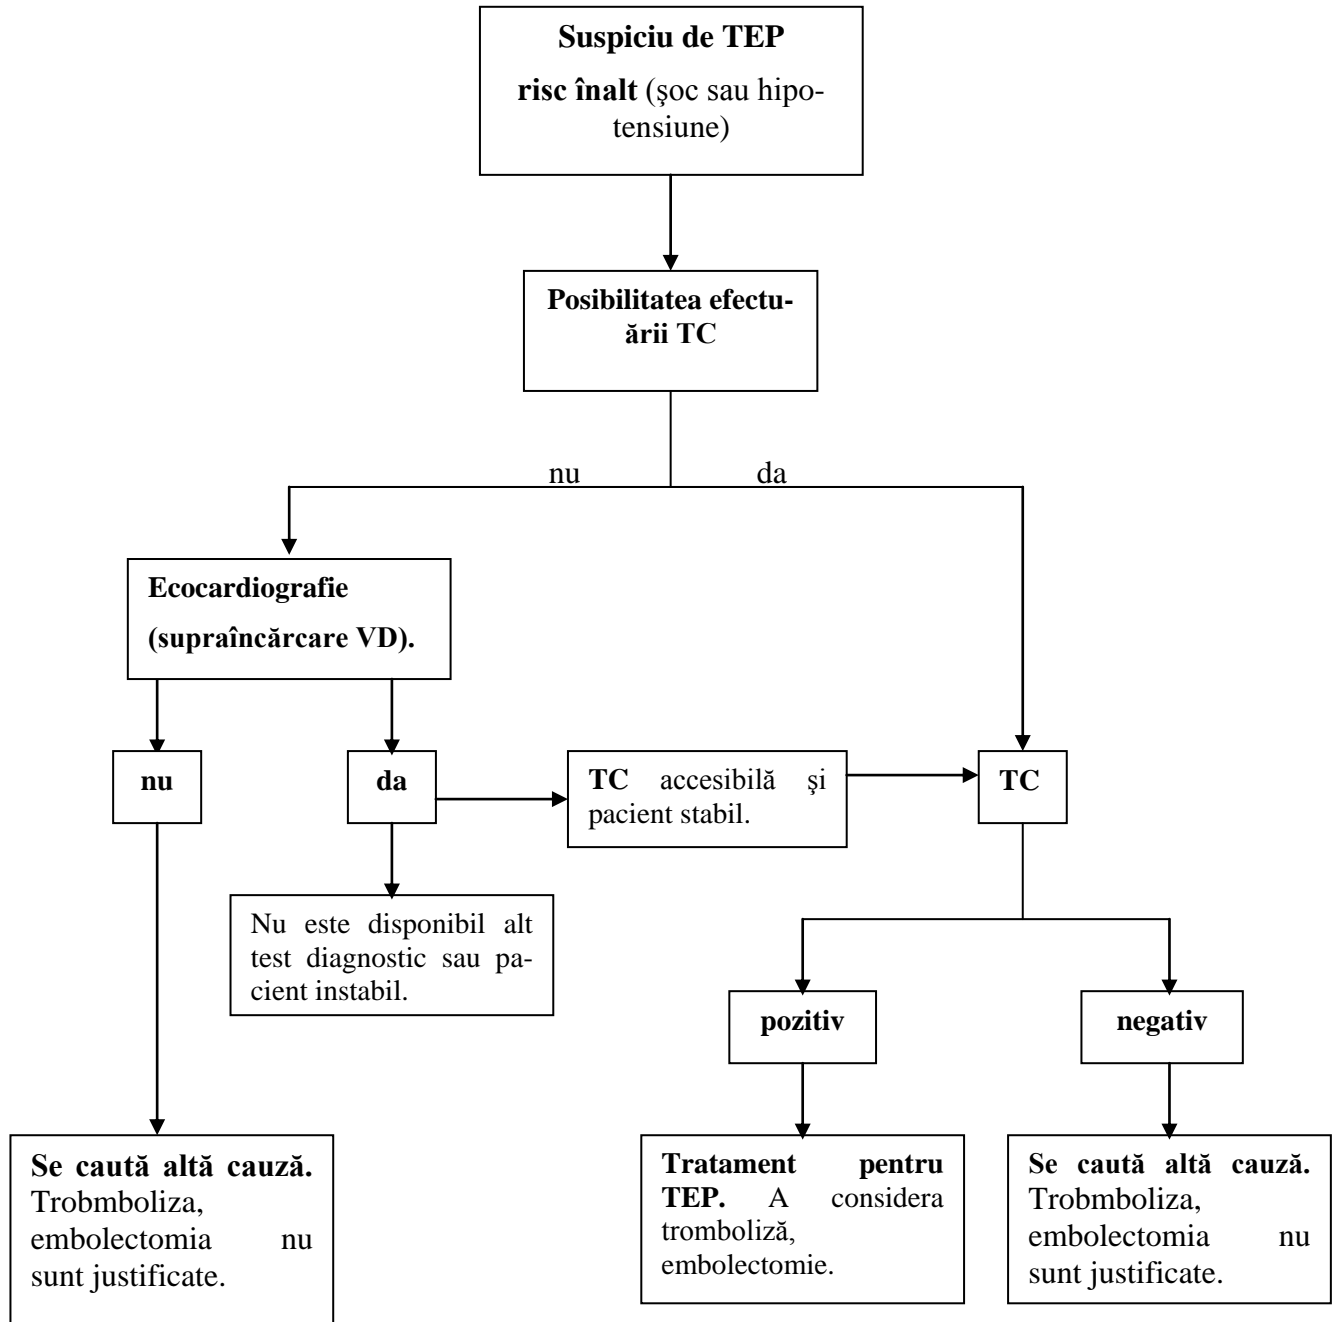 Suspiciu de TEP
risc înalt (şoc sau hipo-
tensiune)
Posibilitatea efectu-
ării TC
nu da
Ecocardiografie
(supraîncărcare VD).
nu
da
TC accesibilă şi
pacient stabil.
TC
Nu este disponibil alt
test diagnostic sau pa-
cient instabil.
pozitiv
negativ
Se caută altă cauză.
Trobmboliza,
embolectomia nu
sunt justificate.
Tratament pentru
TEP. A considera
tromboliză,
embolectomie.
Se caută altă cauză.
Trobmboliza,
embolectomia nu
sunt justificate.